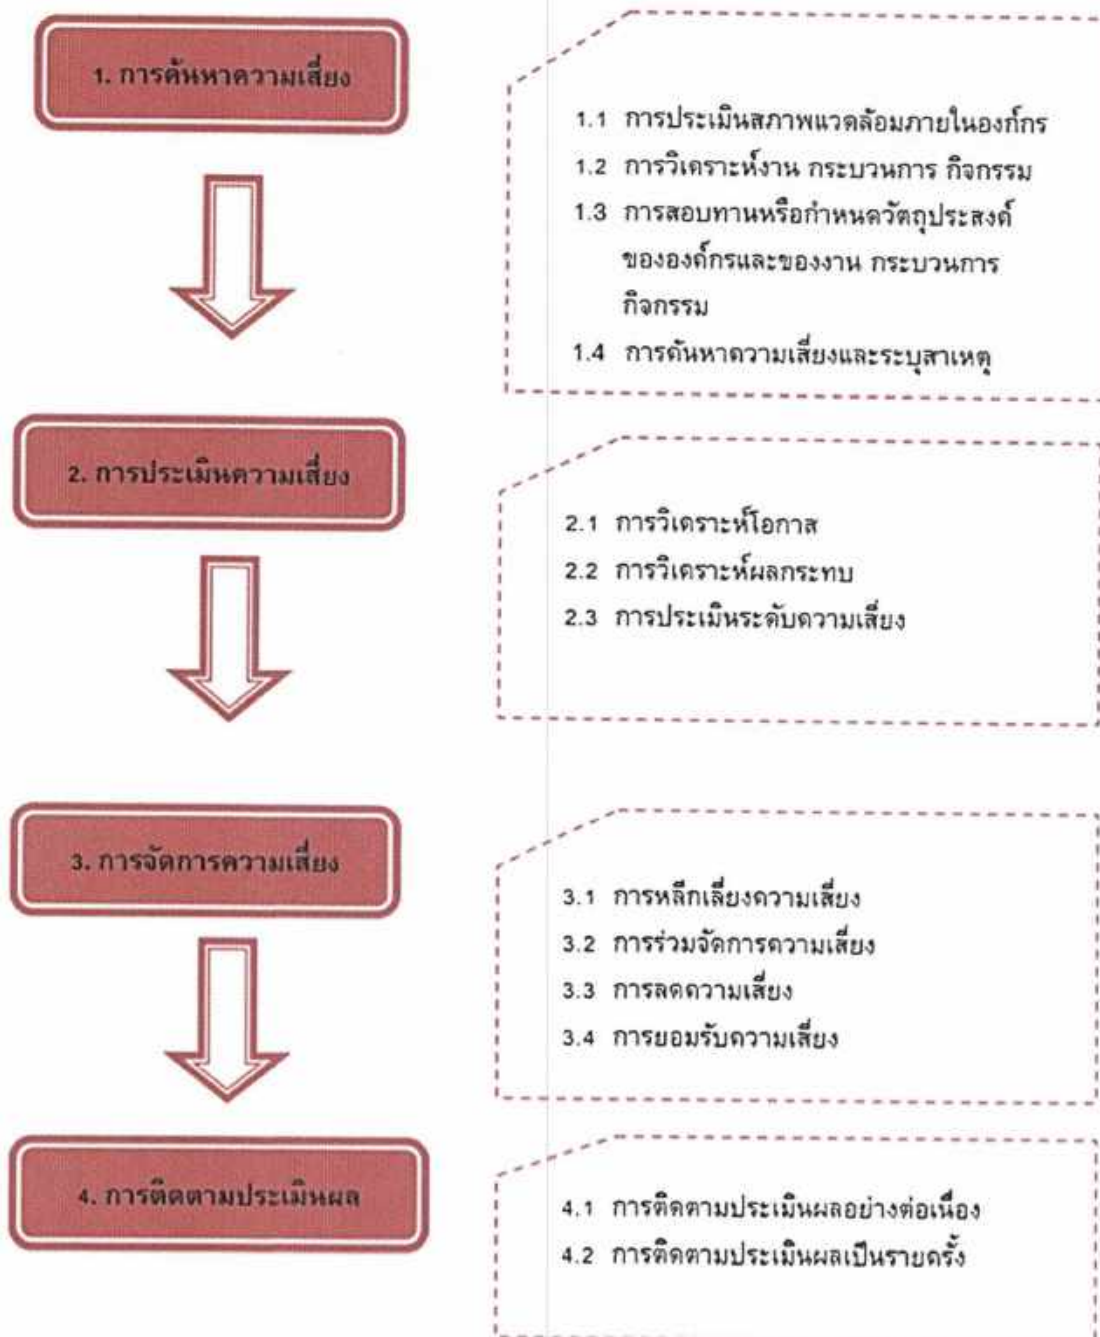 1. การค้นหาความเสี่ยง
1.1 การประเมินสภาพแวดล้อมภายในองค์กร
1.2 การวิเคราะห์งาน กระบวนการ กิจกรรม
1.3 การสอบทานหรือกำหนดวัตถุประสงค์
ขององค์กรและของงาน กระบวนการ
กิจกรรม
1.4 การค้นหาความเสี่ยงและระบุสาเหตุ
2. การประเมินความเสี่ยง
2.1 การวิเคราะห์โอกาส
2.2 การวิเคราะห์ผลกระทบ
2.3 การประเมินระดับความเสี่ยง
3. การจัดการความเสี่ยง
3.1 การหลีกเลี่ยงความเสี่ยง
3.2 การร่วมจัดการความเสี่ยง
3.3 การลดความเสี่ยง
3.4 การยอมรับความเสี่ยง
4. การติดตามประเมินผล
4.1 การติดตามประเมินผลอย่างต่อเนื่อง
4.2 การติดตามประเมินผลเป็นรายครั้ง